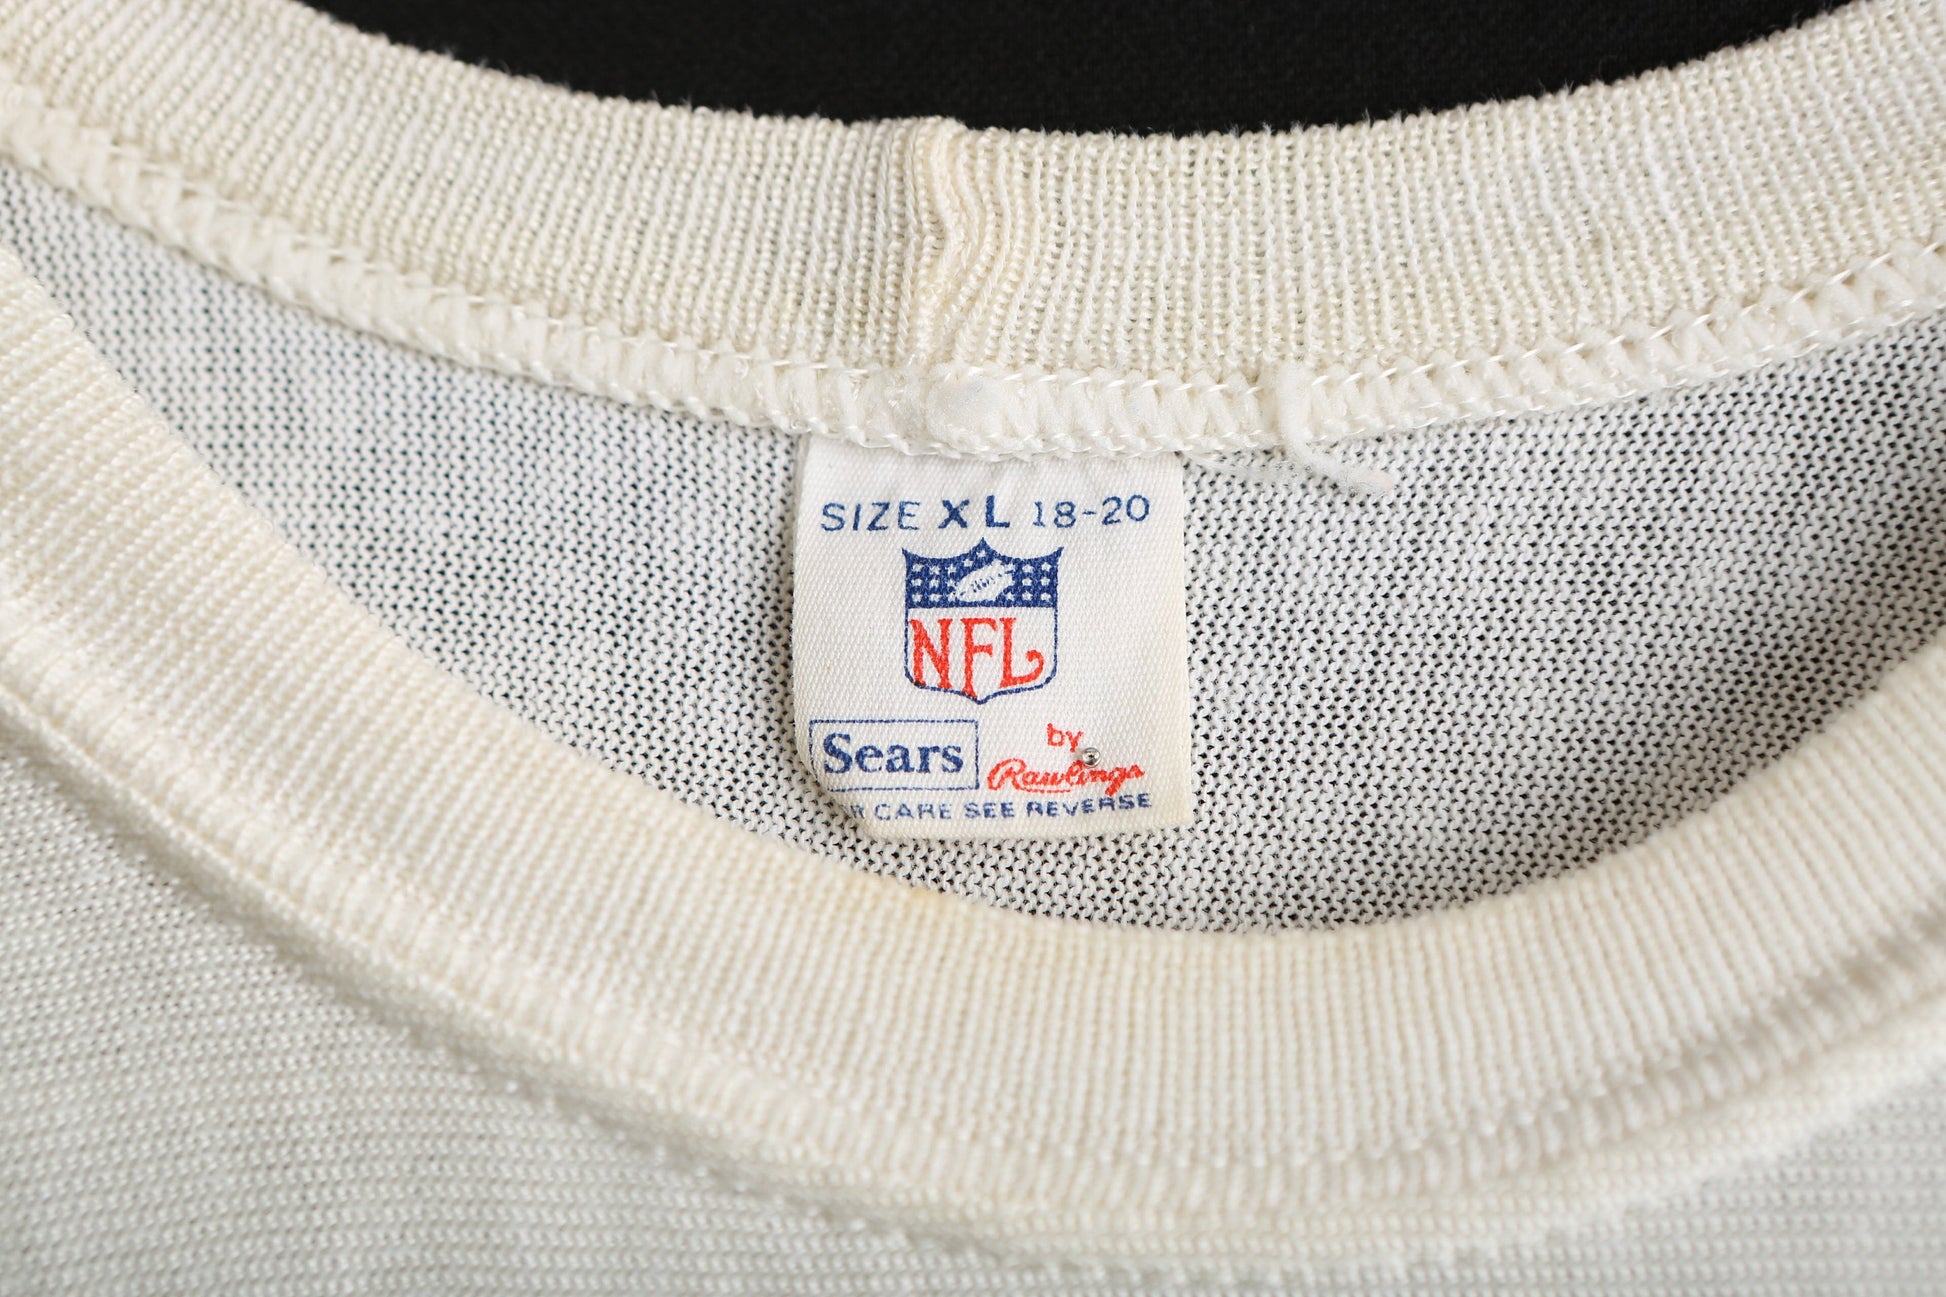 SIZE XL 18-20
NFL
Sears
by
Rawlings
CARE SEE REVERSE